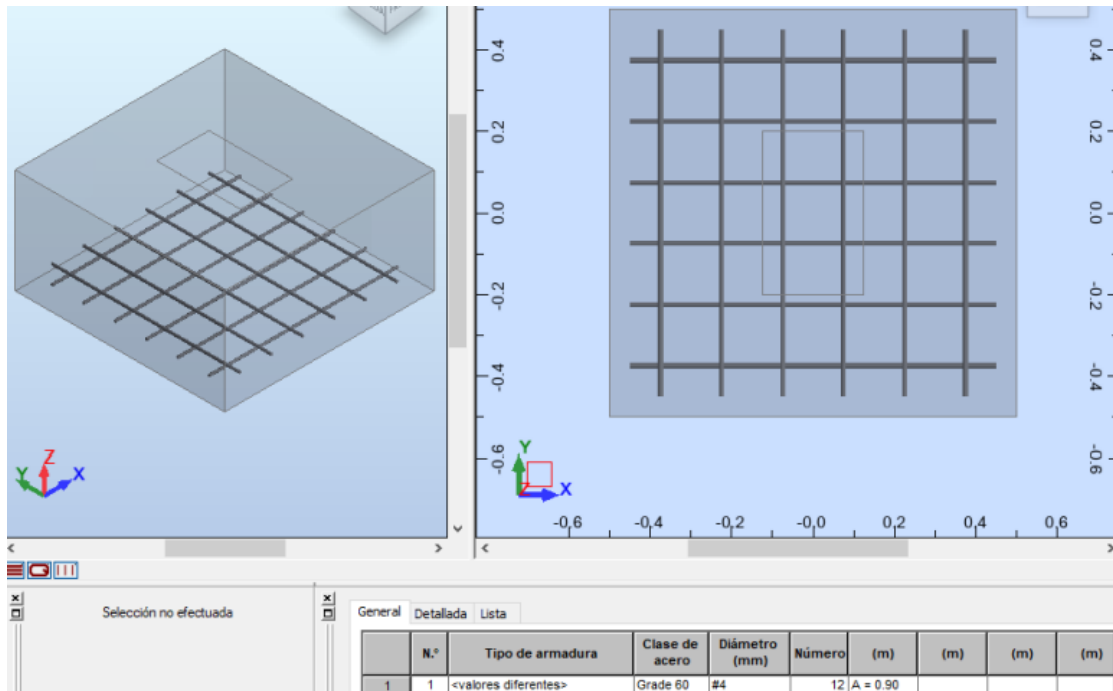 0.4
0.2
0.0
-0.2
-0.4
-0.6
0.4
0.2
0.0
-0.2
-0.4
-0.6
Z
Y
X
Y
Z
X
-0,6
-0,4
-0,2
-0,0
0,2
0,4
0,6
Selección no efectuada
General Detallada Lista
N.º Tipo de armadura Clase de acero Diámetro (mm) Número (m) (m) (m) (m)
1 1 <valores diferentes> Grade 60 #4 12 A = 0.90